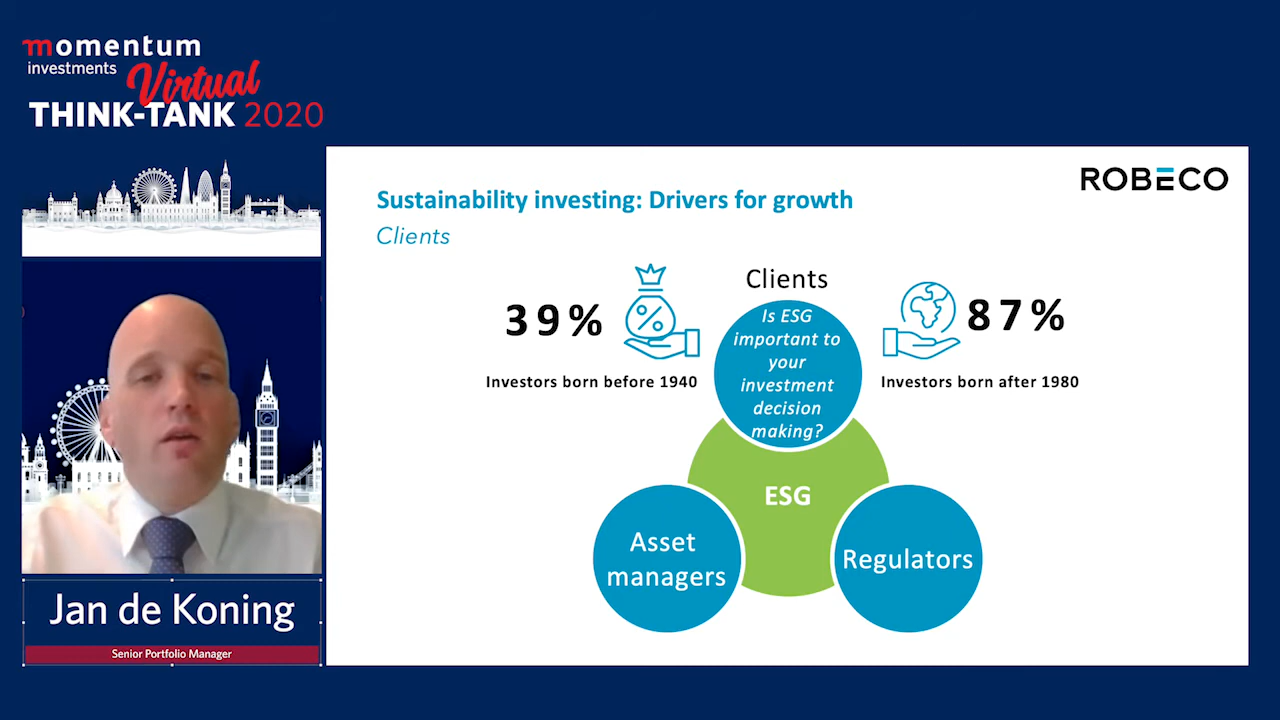 momentum
investments
Virtual
THINK-TANK 2020
ROBECO
Sustainability investing: Drivers for growth
Clients
Clients
39%
87%
Is ESG
important to
your
investment
decision
making?
Investors born before 1940
Investors born after 1980
ESG
Asset
managers
Regulators
Jan de Koning
Senior Portfolio Manager